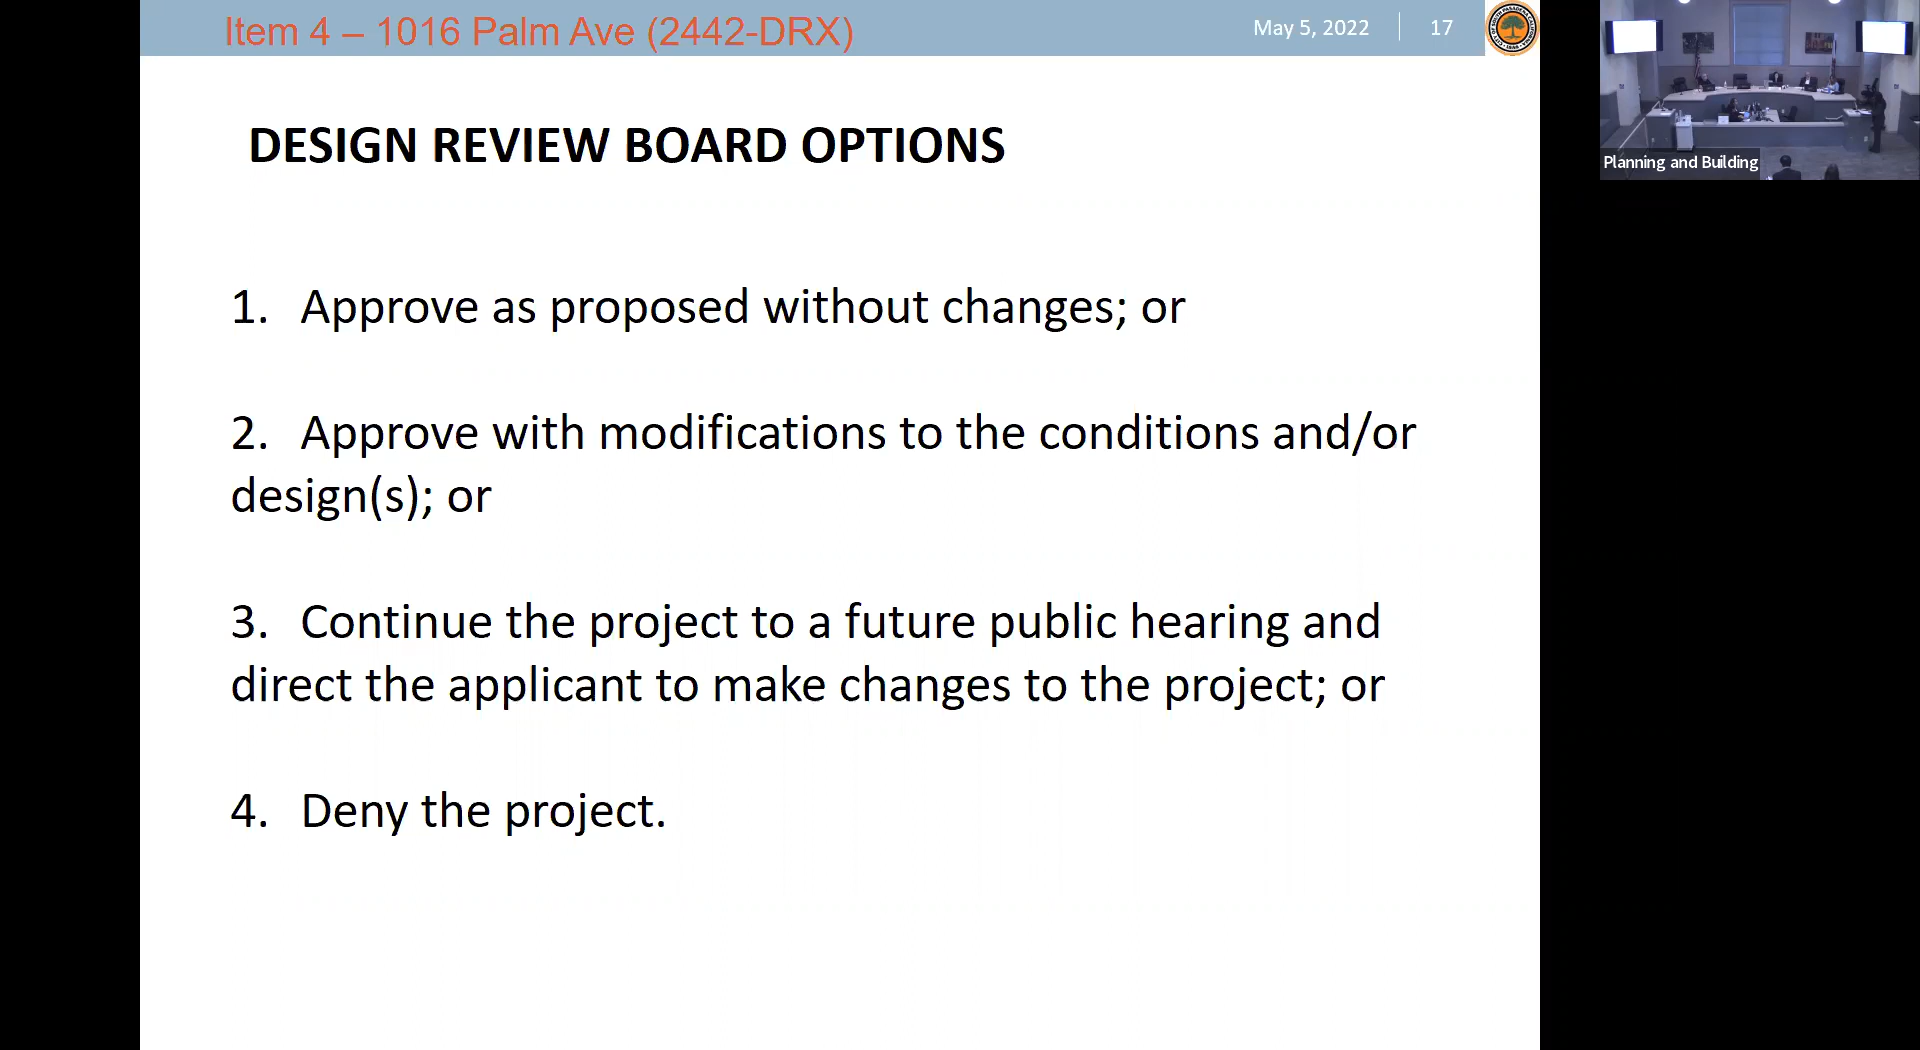 Item 4 – 1016 Palm Ave (2442-DRX)
May 5, 2022
17
DESIGN REVIEW BOARD OPTIONS
1. Approve as proposed without changes; or
2. Approve with modifications to the conditions and/or
design(s); or
3. Continue the project to a future public hearing and
direct the applicant to make changes to the project; or
4. Deny the project.
Planning and Building